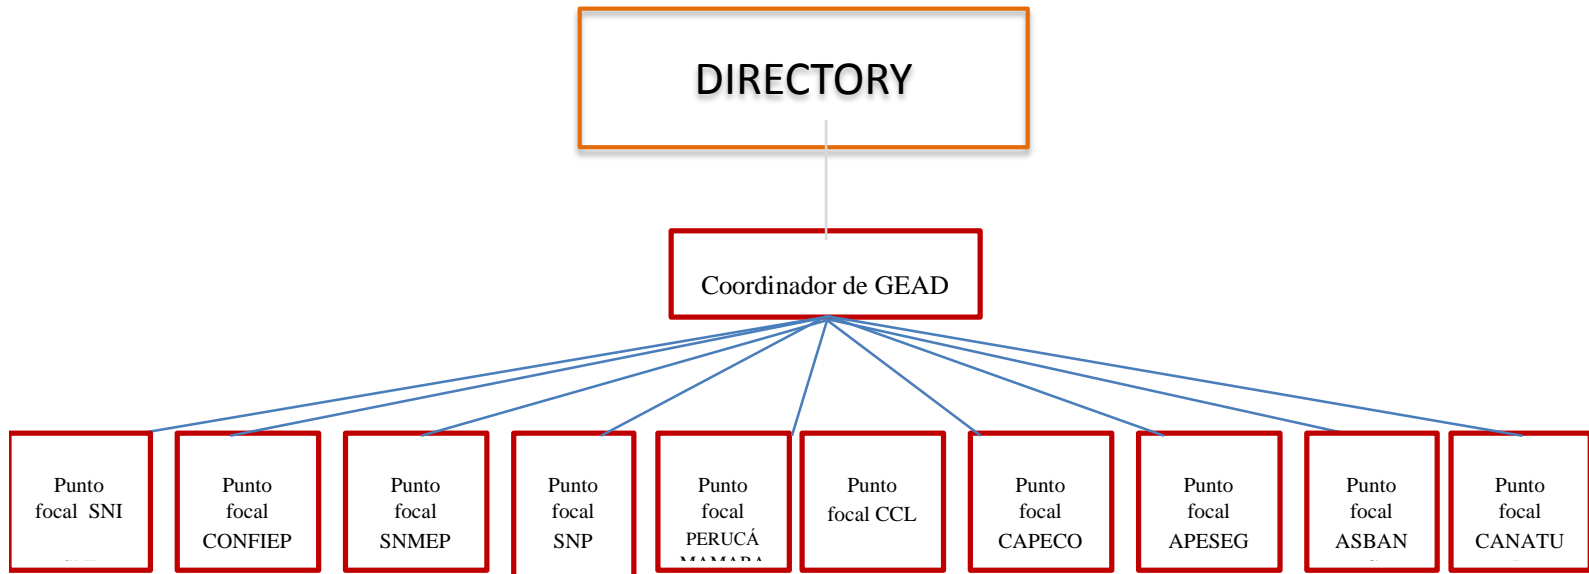 DIRECTORY
Coordinador de GEAD
Punto
focal SNI
Punto
focal
CONFIEP
Punto
focal
SNMEP
Punto
focal
SNP
Punto
focal
PERUCÁ
Punto
focal CCL
Punto
focal
CAPECO
Punto
focal
APESEG
Punto
focal
ASBAN
Punto
focal
CANATU